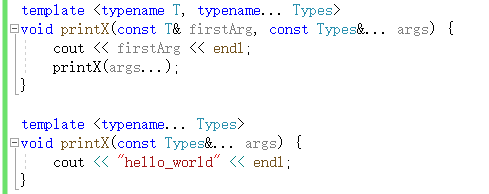 template <typename T, typename... Types>
void printX(const T& firstArg, const Types&... args) {
    cout << firstArg << endl;
    printX(args...);
}
template <typename... Types>
void printX(const Types&... args) {
    cout << "hello_world" << endl;
}